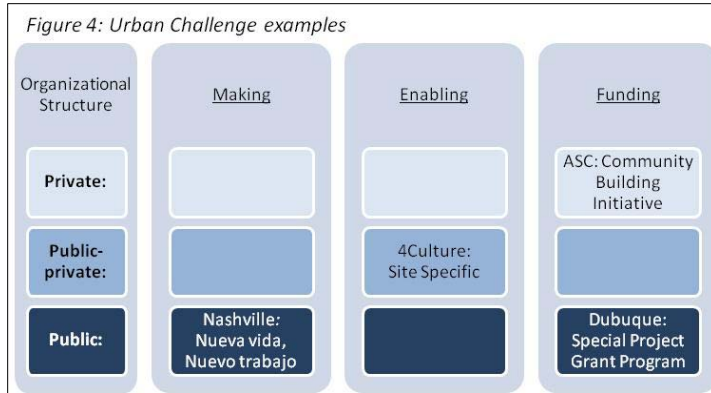 Figure 4: Urban Challenge examples
Organizational
Structure
Making
Enabling
Funding
Private:
ASC: Community
Building
Initiative
Public-
private:
4Culture:
Site Specific
Public:
Nashville:
Nueva vida,
Nuevo trabajo
Dubuque:
Special Project
Grant Program